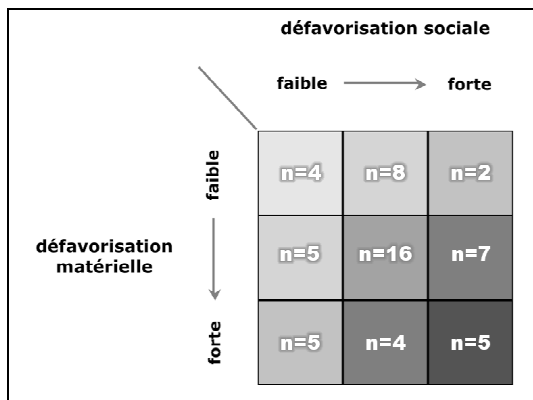 défavorisation sociale
faible forte
faible
n=4 n=8 n=2
défavorisation
matérielle
n=5 n=16 n=7
forte
n=5 n=4 n=5